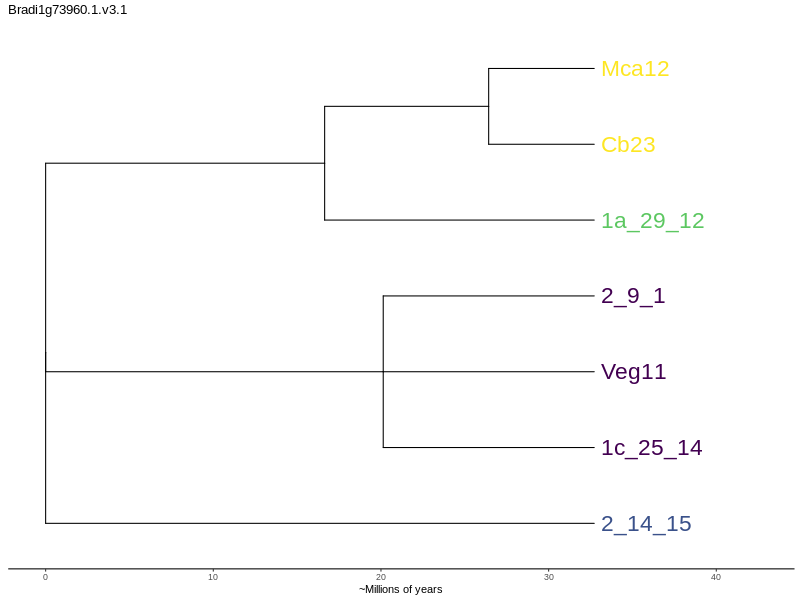 Bradi1g73960.1.v3.1
Mca12
Cb23
1a_29_12
2_9_1
Veg11
1c_25_14
2_14_15
0 10 20 30 40
~Millions of years